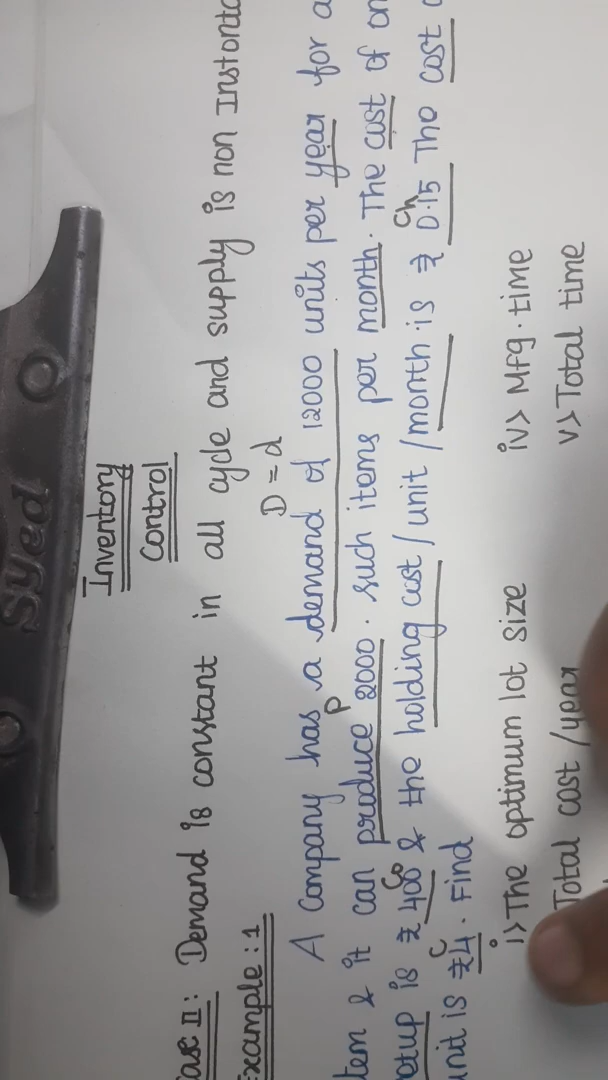 Syed
Inventory
Control
Case II: Demand is constant in all cycle and supply is non
Example:1
D = d
A Company has a demand of 12000 units per year for
& it can produce 2000. such items per month. The cost of
P
setup is ₹ 400 & the holding cost/unit/month is ₹ 0.15 The cost
Co
Ch
unit is ₹4. Find
C
i> The optimum lot size
iv> Mfg. time
Total cost/year
v> Total time